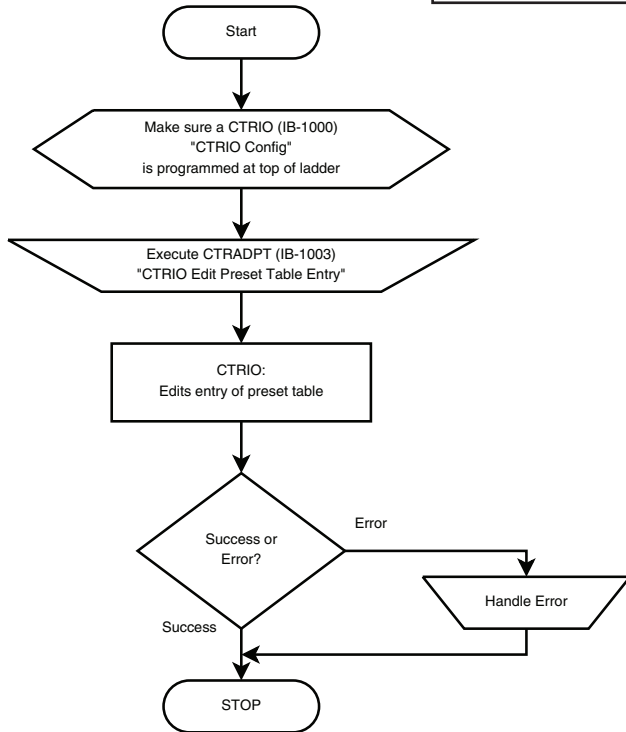 Start
Make sure a CTRIO (IB-1000)
"CTRIO Config"
is programmed at top of ladder
Execute CTRADPT (IB-1003)
"CTRIO Edit Preset Table Entry"
CTRIO:
Edits entry of preset table
Success or
Error?
Error
Handle Error
Success
STOP